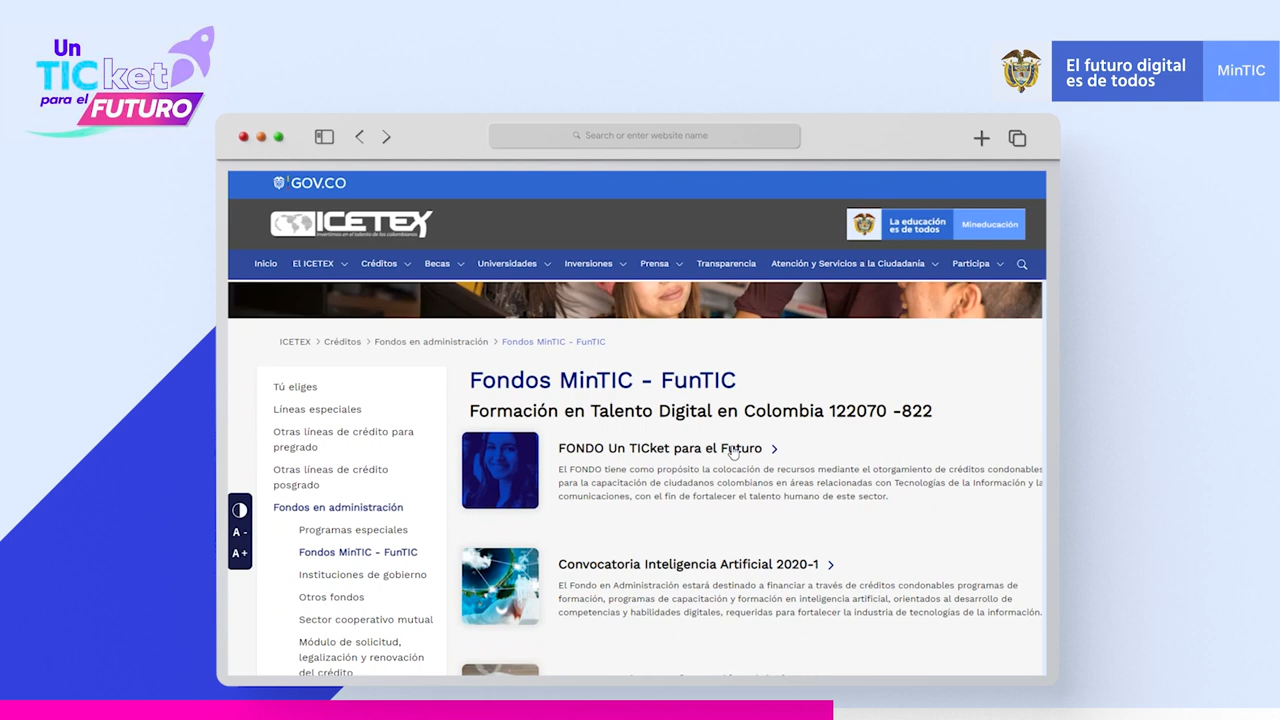 Un
TICket
para el
FUTURO
El futuro digital
es de todos
MinTIC
Search or enter website name
GOV.CO
ICETEX
Invertimos en el talento de los colombianos
La educación
es de todos
Mineducación
Inicio El ICETEX Créditos Becas Universidades Inversiones Prensa Transparencia Atención y Servicios a la Ciudadanía Participa
ICETEX > Créditos > Fondos en administración > Fondos MinTIC - FunTIC
Tú eliges
Líneas especiales
Otras líneas de crédito para
pregrado
Otras líneas de crédito
posgrado
Fondos en administración
Programas especiales
Fondos MinTIC - FunTIC
Instituciones de gobierno
Otros fondos
Sector cooperativo mutual
Módulo de solicitud,
legalización y renovación
del crédito
A -
A +
Fondos MinTIC - FunTIC
Formación en Talento Digital en Colombia 122070 -822
FONDO Un TICket para el Futuro >
El FONDO tiene como propósito la colocación de recursos mediante el otorgamiento de créditos condonables
para la capacitación de ciudadanos colombianos en áreas relacionadas con Tecnologías de la Información y la
comunicaciones, con el fin de fortalecer el talento humano de este sector.
Convocatoria Inteligencia Artificial 2020-1 >
El Fondo en Administración estará destinado a financiar a través de créditos condonables programas de
formación, programas de capacitación y formación en inteligencia artificial, orientados al desarrollo de
competencias y habilidades digitales, requeridas para fortalecer la industria de tecnologías de la información.